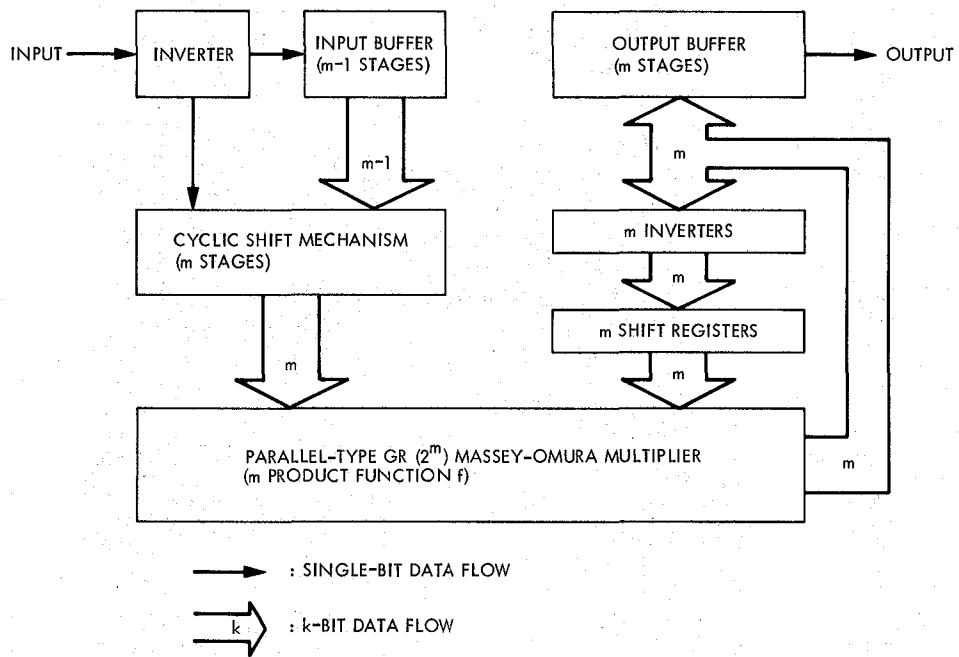 INPUT
INVERTER
INPUT BUFFER
(m-1 STAGES)
OUTPUT BUFFER
(m STAGES)
OUTPUT
m-1
m
CYCLIC SHIFT MECHANISM
(m STAGES)
m INVERTERS
m
m SHIFT REGISTERS
m
m
PARALLEL-TYPE GR (2^m) MASSEY-OMURA MULTIPLIER
(m PRODUCT FUNCTION f)
m
: SINGLE-BIT DATA FLOW
k
: k-BIT DATA FLOW